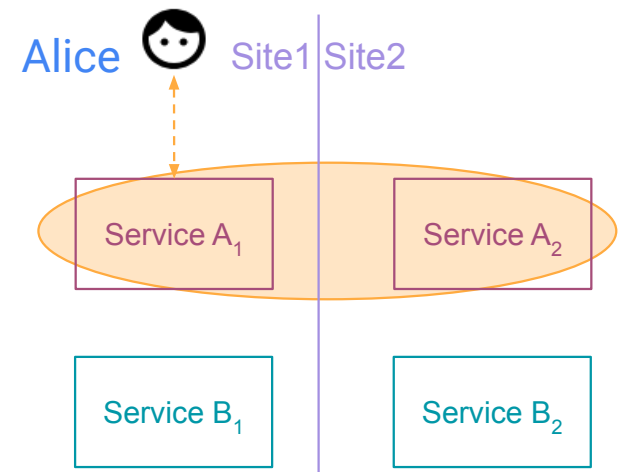 Alice
Site1 Site2
Service A₁
Service A₂
Service B₁
Service B₂